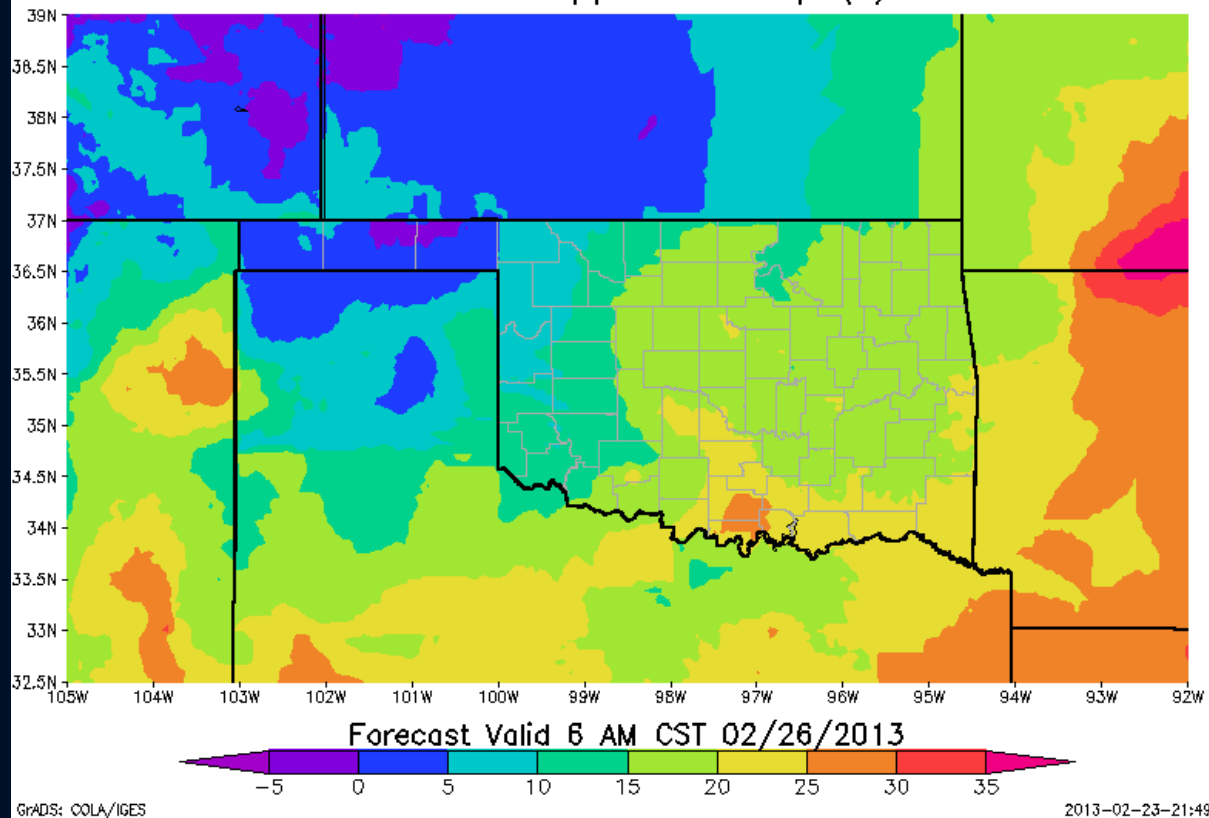 39N
38.5N
38N
37.5N
37N
36.5N
36N
35.5N
35N
34.5N
34N
33.5N
33N
32.5N
105W 104W 103W 102W 101W 100W 99W 98W 97W 96W 95W 94W 93W 92W
Forecast Valid 6 AM CST 02/26/2013
-5 0 5 10 15 20 25 30 35
GrADS: COLA/IGES 2013-02-23-21:49